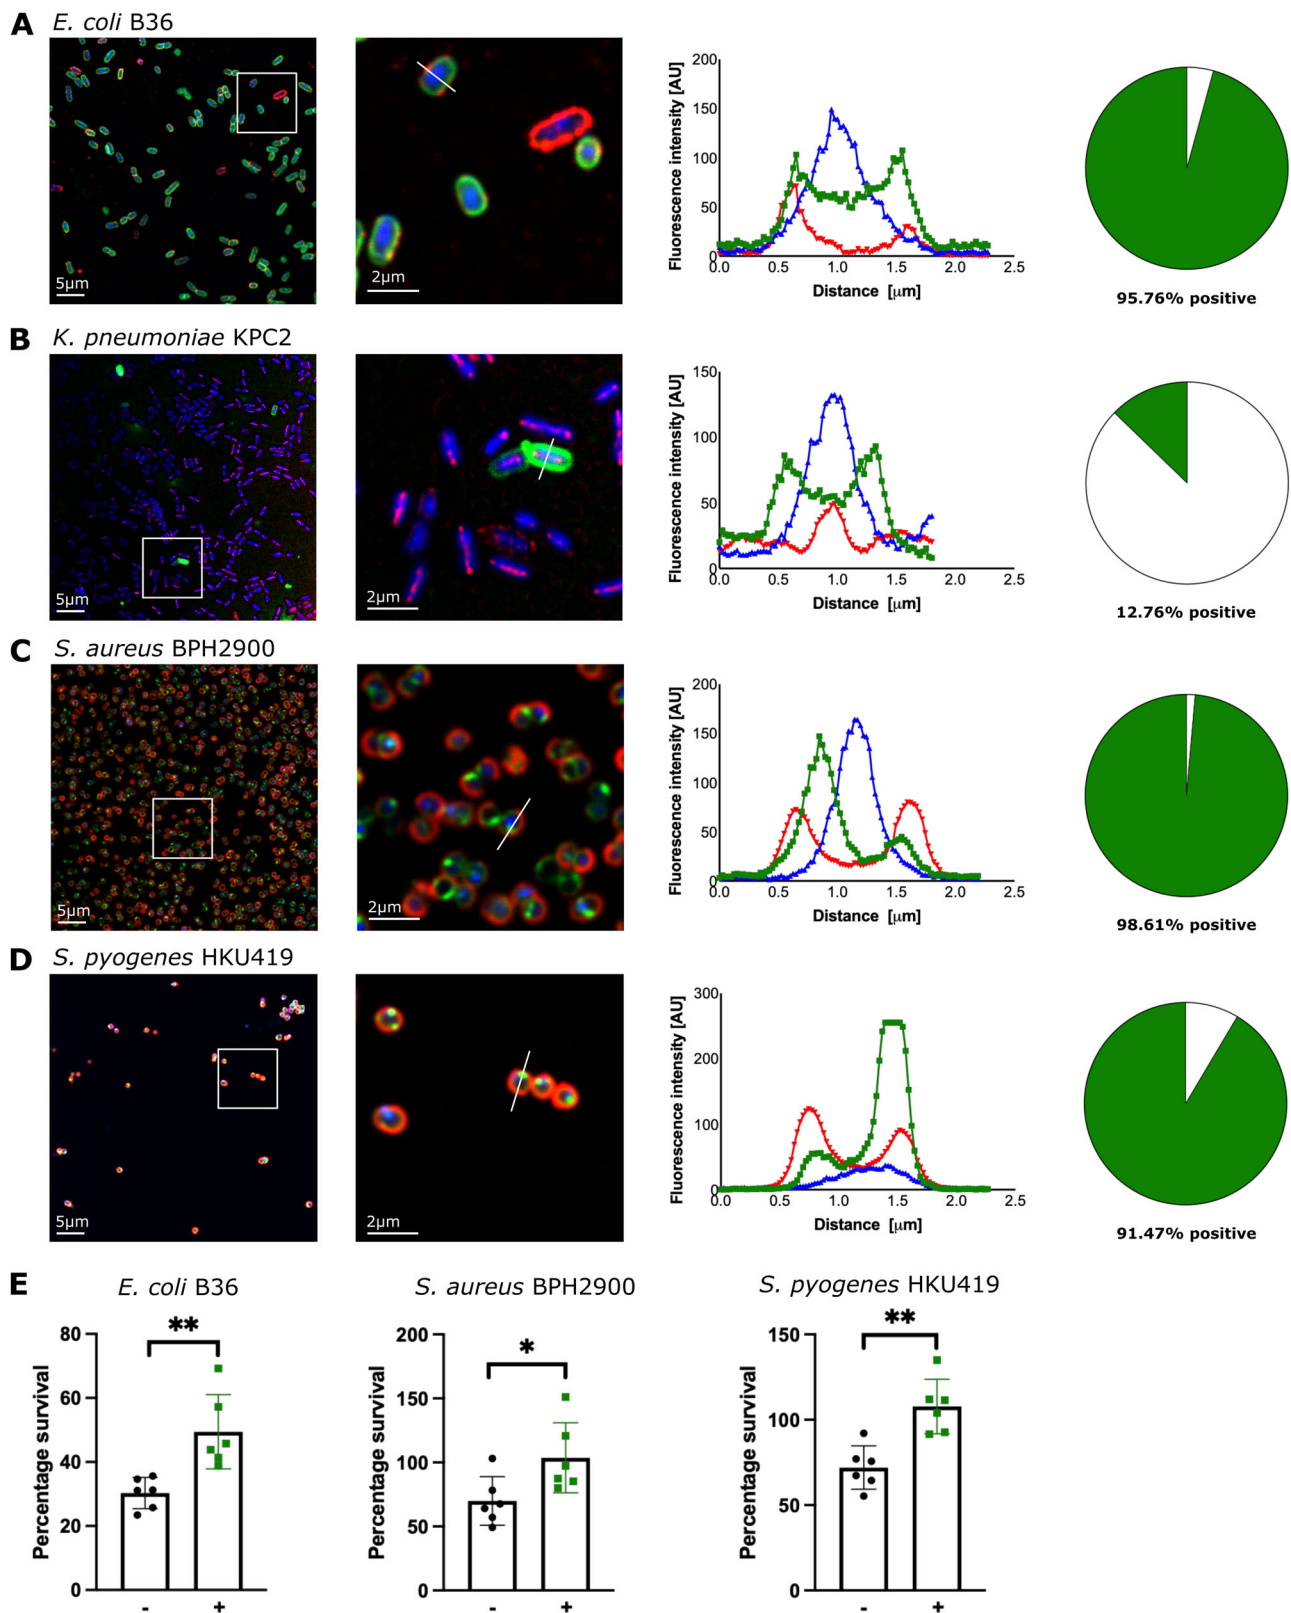 A E. coli B36
5μm
2μm
Fluorescence intensity [AU]
200
150
100
50
0
0.0 0.5 1.0 1.5 2.0 2.5
Distance [μm]
95.76% positive
B K. pneumoniae KPC2
5μm
2μm
Fluorescence intensity [AU]
150
100
50
0
0.0 0.5 1.0 1.5 2.0 2.5
Distance [μm]
12.76% positive
C S. aureus BPH2900
5μm
2μm
Fluorescence intensity [AU]
200
150
100
50
0
0.0 0.5 1.0 1.5 2.0 2.5
Distance [μm]
98.61% positive
D S. pyogenes HKU419
5μm
2μm
Fluorescence intensity [AU]
300
200
100
0
0.0 0.5 1.0 1.5 2.0 2.5
Distance [μm]
91.47% positive
E E. coli B36
**
Percentage survival
80
60
40
20
0
- +
S. aureus BPH2900
*
Percentage survival
200
150
100
50
0
- +
S. pyogenes HKU419
**
Percentage survival
150
100
50
0
- +